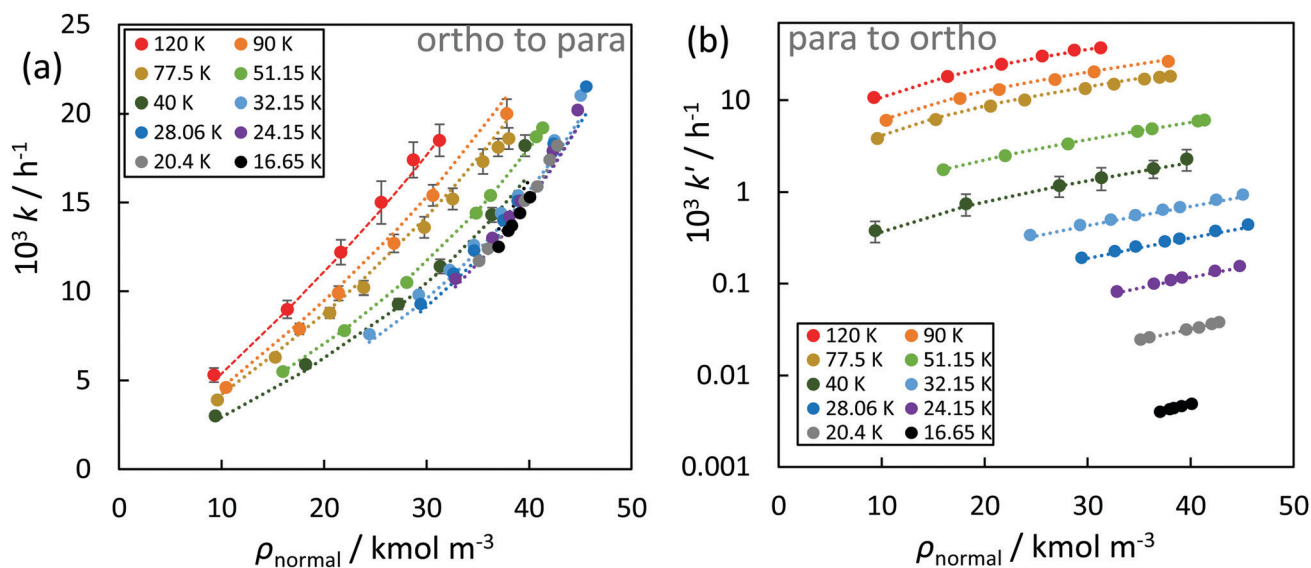 (a)
ortho to para
120 K 90 K
77.5 K 51.15 K
40 K 32.15 K
28.06 K 24.15 K
20.4 K 16.65 K
10³ k / h⁻¹
25
20
15
10
5
0
0 10 20 30 40 50
ρnormal / kmol m⁻³
(b)
para to ortho
10³ k' / h⁻¹
10
1
0.1
0.01
0.001
120 K 90 K
77.5 K 51.15 K
40 K 32.15 K
28.06 K 24.15 K
20.4 K 16.65 K
0 10 20 30 40 50
ρnormal / kmol m⁻³